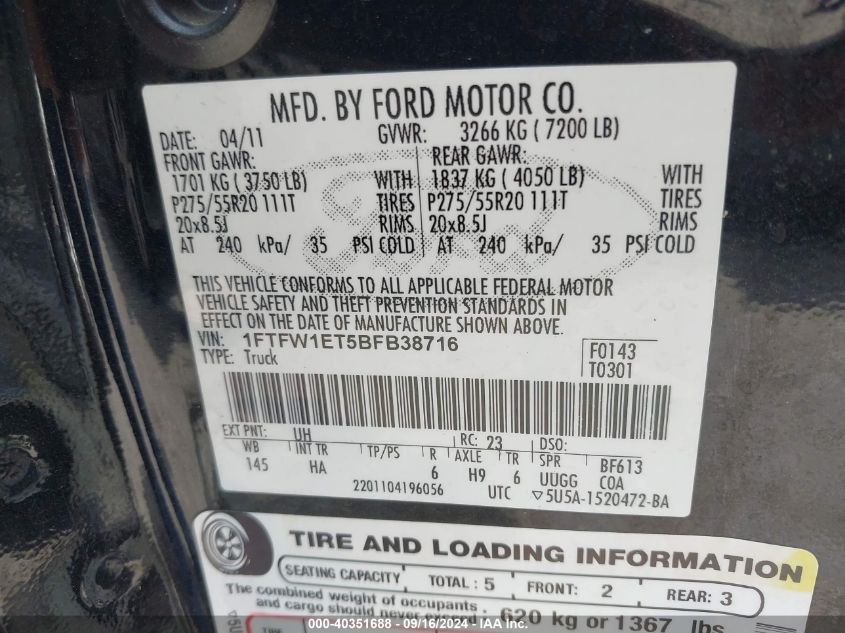 MFD. BY FORD MOTOR CO.
DATE: 04/11 GVWR: 3266 KG ( 7200 LB)
FRONT GAWR: REAR GAWR:
1701 KG ( 3750 LB) WITH 1837 KG ( 4050 LB) WITH
P275/55R20 111T TIRES P275/55R20 111T TIRES
20x8.5J RIMS 20x8.5J RIMS
AT 240 kPa/ 35 PSI COLD AT 240 kPa/ 35 PSI COLD
THIS VEHICLE CONFORMS TO ALL APPLICABLE FEDERAL MOTOR
VEHICLE SAFETY AND THEFT PREVENTION STANDARDS IN
EFFECT ON THE DATE OF MANUFACTURE SHOWN ABOVE.
VIN: 1FTFW1ET5BFB38716 F0143
TYPE: Truck T0301
EXT PNT: UH RC: 23 DSO:
WB INT TR TP/PS R AXLE TR SPR BF613
145 HA 6 H9 6 UUGG COA
2201104196056 UTC ▽5U5A-1520472-BA
TIRE AND LOADING INFORMATION
SEATING CAPACITY TOTAL : 5 FRONT: 2 REAR: 3
The combined weight of occupants
and cargo should never exceed 620 kg or 1367 lbs
TIRE
000-40351688 - 09/16/2024 - IAAI.com